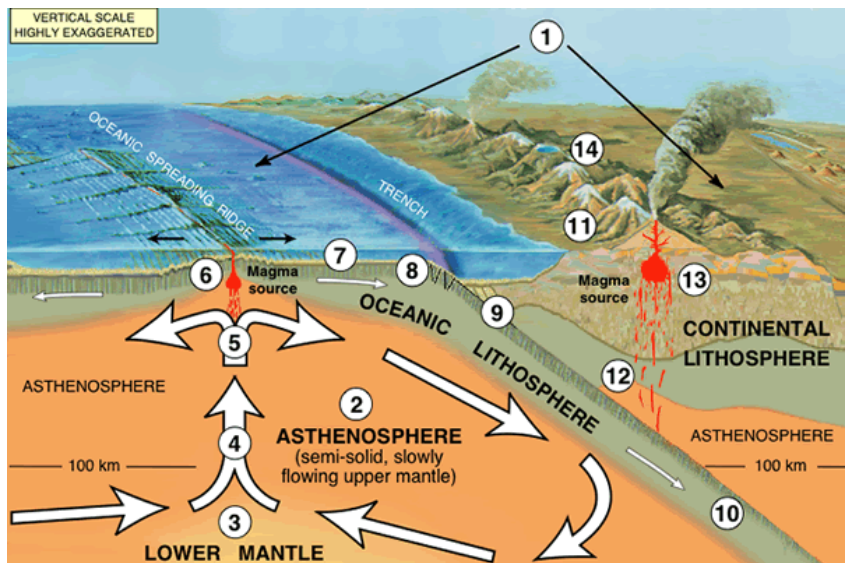 VERTICAL SCALE
HIGHLY EXAGGERATED
1
OCEANIC SPREADING RIDGE
TRENCH
14
11
6
Magma
source
7
8
9
Magma
source
13
OCEANIC
LITHOSPHERE
CONTINENTAL
LITHOSPHERE
5
12
ASTHENOSPHERE
2
ASTHENOSPHERE
(semi-solid, slowly
flowing upper mantle)
ASTHENOSPHERE
4
100 km
100 km
10
3
LOWER MANTLE